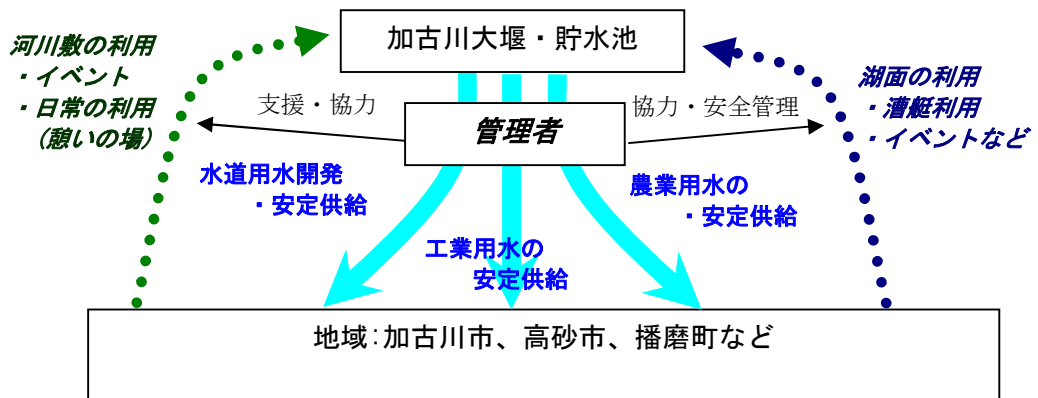 加古川大堰・貯水池
河川敷の利用
・イベント
・日常の利用
(憩いの場)
支援・協力
管理者
協力・安全管理
湖面の利用
・漕艇利用
・イベントなど
水道用水開発
・安定供給
農業用水の
・安定供給
工業用水の
安定供給
地域:加古川市、高砂市、播磨町など